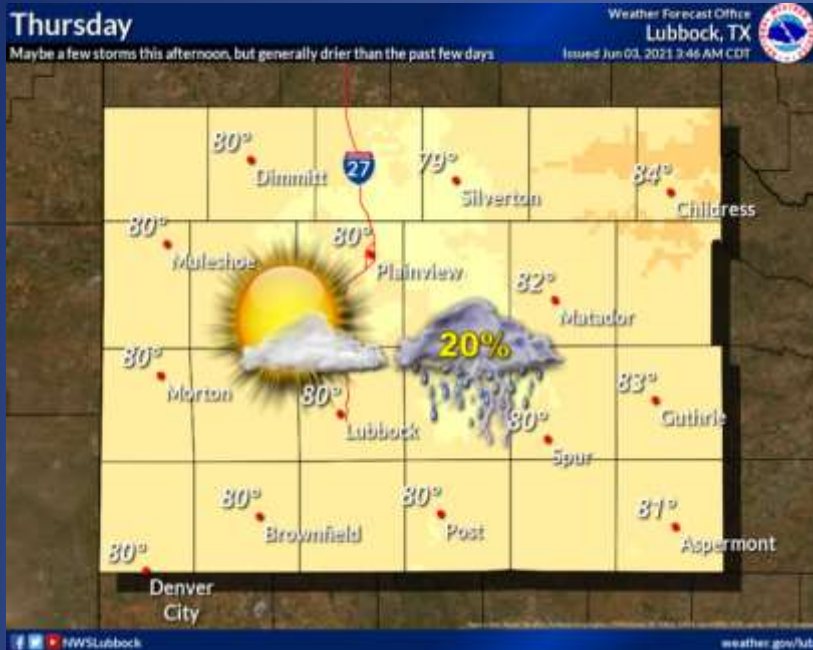 Thursday
Maybe a few storms this afternoon, but generally drier than the past few days
Weather Forecast Office
Lubbock, TX
Issued Jun 03, 2021 3:46 AM CDT
80°
Dimmitt
27
79°
Silverton
84°
Childress
80°
Muleshoe
80°
Plainview
82°
Matador
20%
80°
Morton
80°
Lubbock
80°
Spur
83°
Guthrie
80°
Brownfield
80°
Post
81°
Aspermont
80°
Denver
City
NWSLubbock
weather.gov/lub